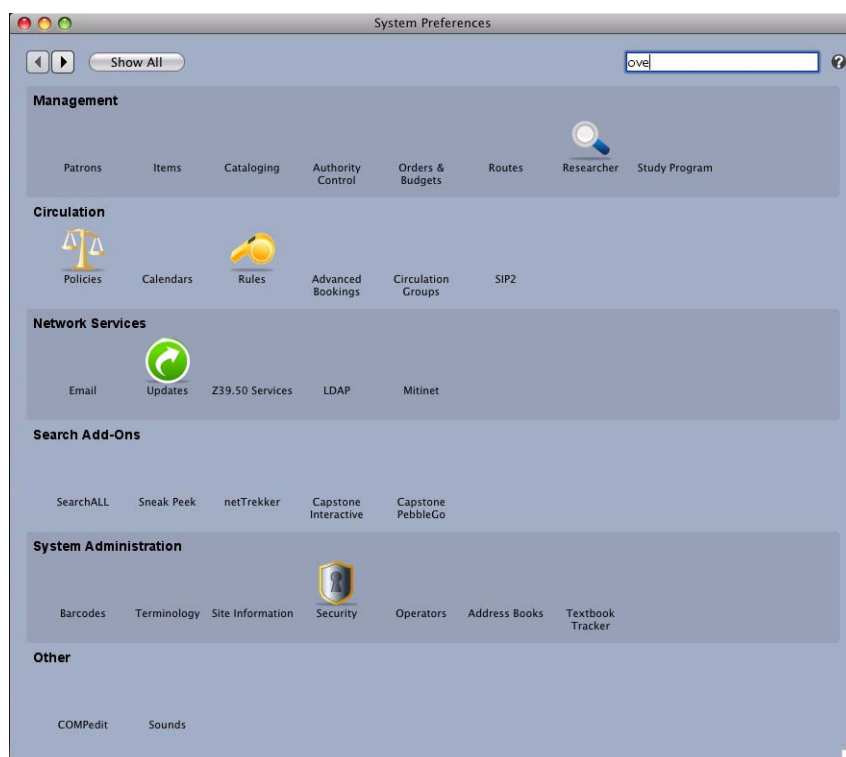 System Preferences
Show All
ove
?
Management
Patrons Items Cataloging Authority Control Orders & Budgets Routes Researcher Study Program
Circulation
Policies Calendars Rules Advanced Bookings Circulation Groups SIP2
Network Services
Email Updates Z39.50 Services LDAP Mitinet
Search Add-Ons
SearchALL Sneak Peek netTrekker Capstone Interactive Capstone PebbleGo
System Administration
Barcodes Terminology Site Information Security Operators Address Books Textbook Tracker
Other
COMPedit Sounds